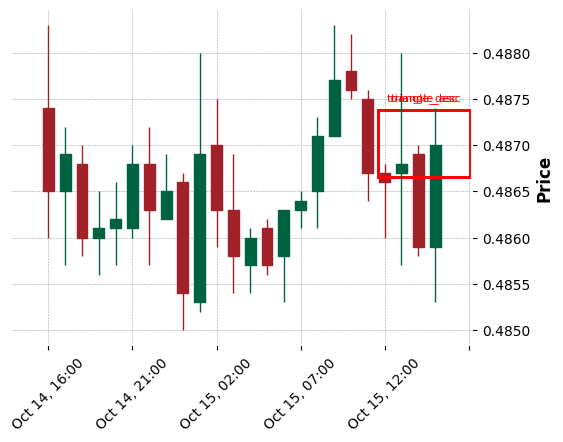 0.4880
0.4875
0.4870
0.4865
0.4860
0.4855
0.4850
Price
Oct 14, 16:00
Oct 14, 21:00
Oct 15, 02:00
Oct 15, 07:00
Oct 15, 12:00